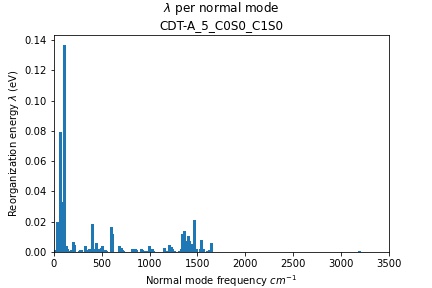 λ per normal mode
CDT-A_5_C0S0_C1S0
Reorganization energy λ (eV)
0.14
0.12
0.10
0.08
0.06
0.04
0.02
0.00
0 500 1000 1500 2000 2500 3000 3500
Normal mode frequency cm⁻¹